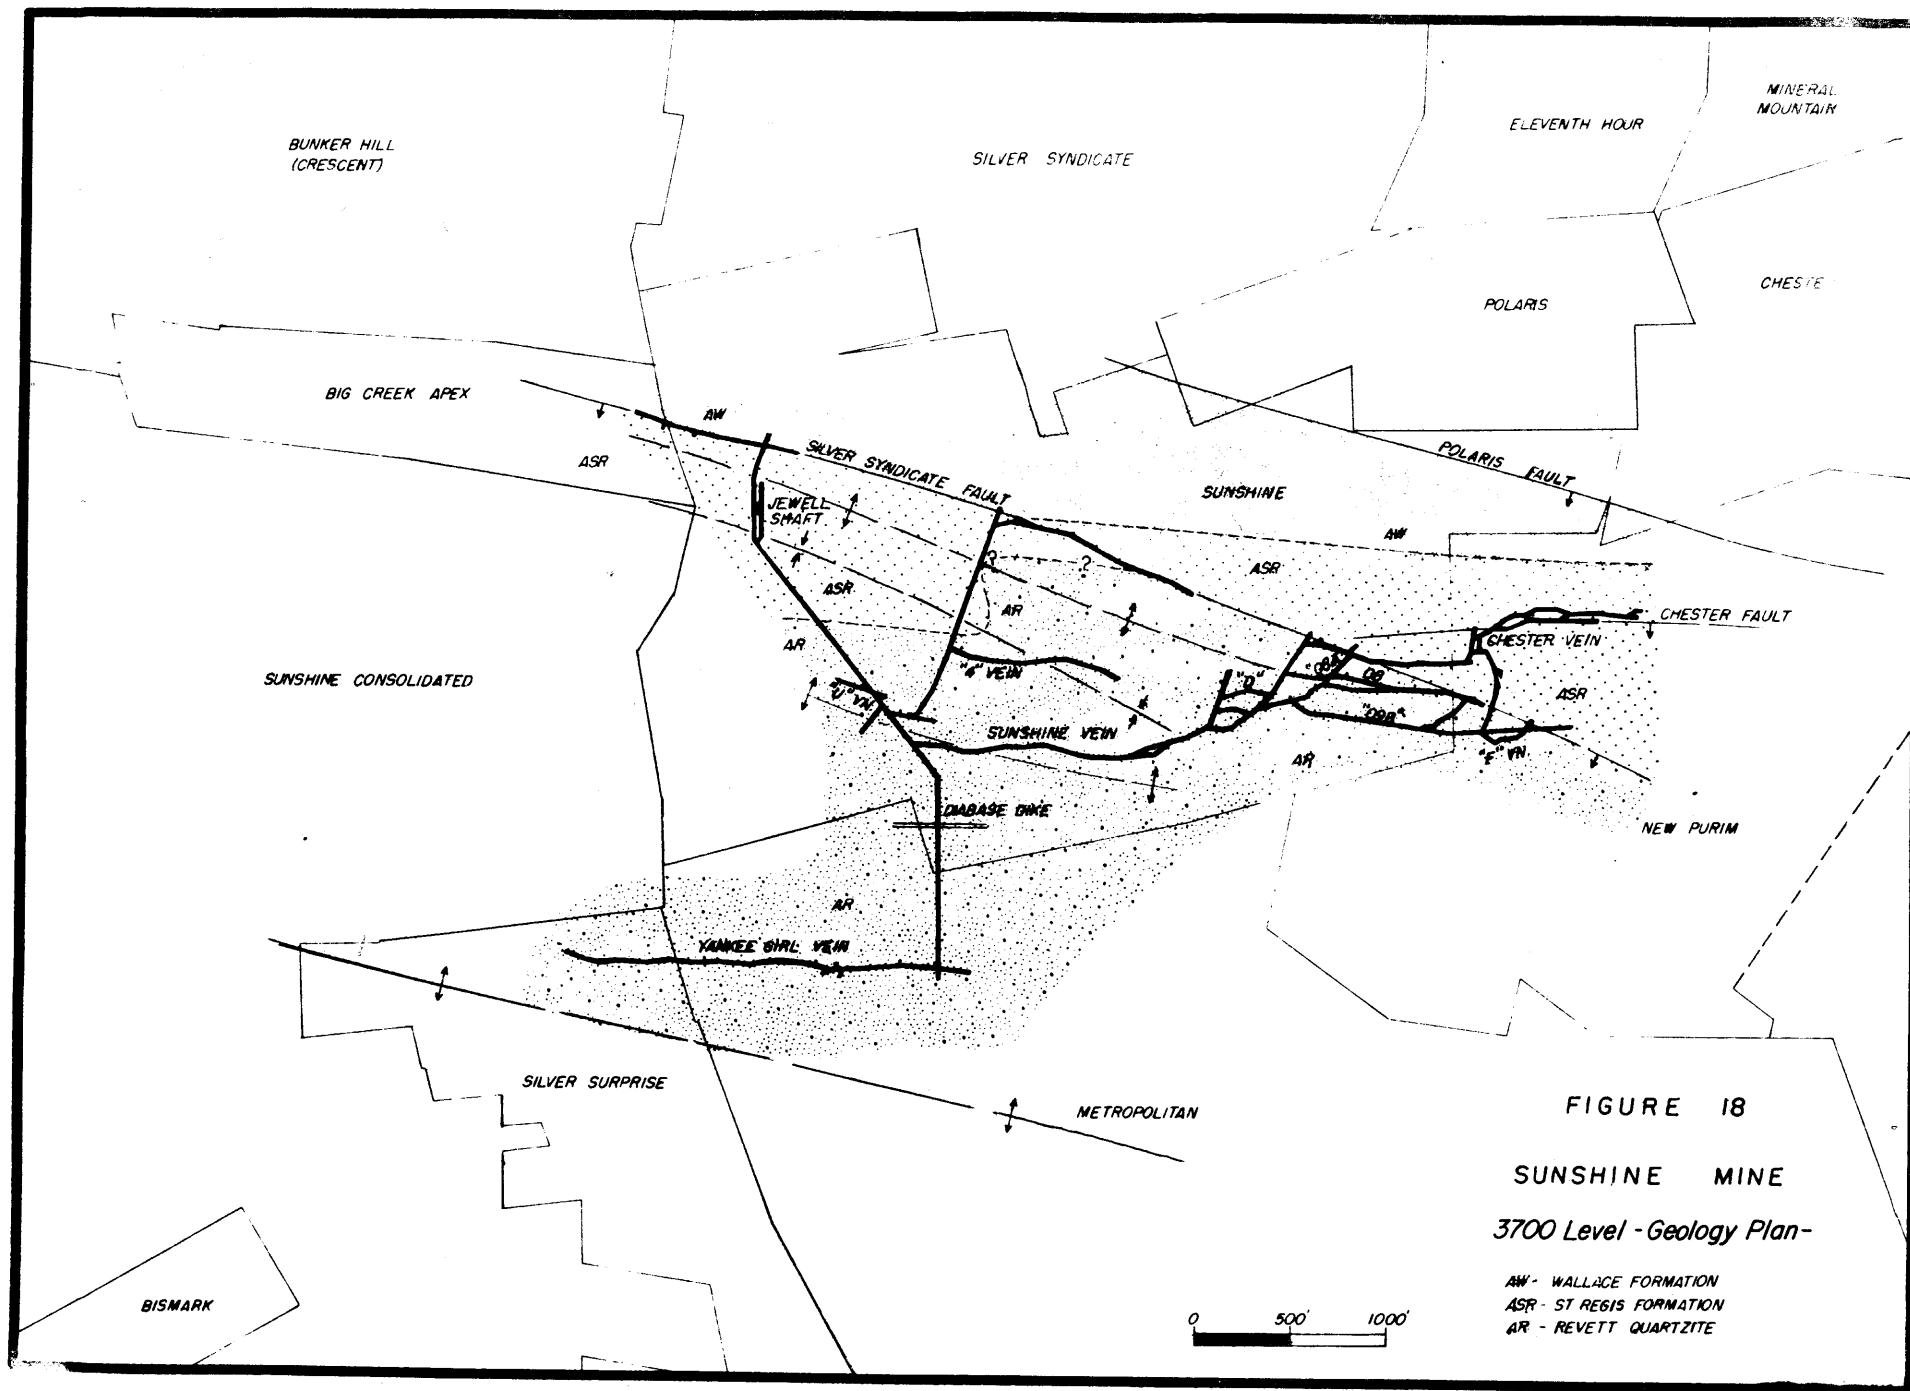 MINERAL
MOUNTAIN
ELEVENTH HOUR
BUNKER HILL
(CRESCENT)
SILVER SYNDICATE
CHESTE
POLARIS
BIG CREEK APEX
AW
POLARIS FAULT
SILVER SYNDICATE FAULT
ASR
SUNSHINE
JEWELL
SHAFT
AW
ASR
?
?
ASR
AR
CHESTER FAULT
CHESTER VEIN
AR
"4" VEIN
"D"
DB
ASR
SUNSHINE CONSOLIDATED
"U" VN
SUNSHINE VEIN
AR
"F" VN
DIABASE DIKE
NEW PURIM
AR
YANKEE GIRL VEIN
SILVER SURPRISE
METROPOLITAN
BISMARK
FIGURE 18
SUNSHINE MINE
3700 Level - Geology Plan-
AW - WALLACE FORMATION
ASR - ST REGIS FORMATION
AR - REVETT QUARTZITE
0 500' 1000'